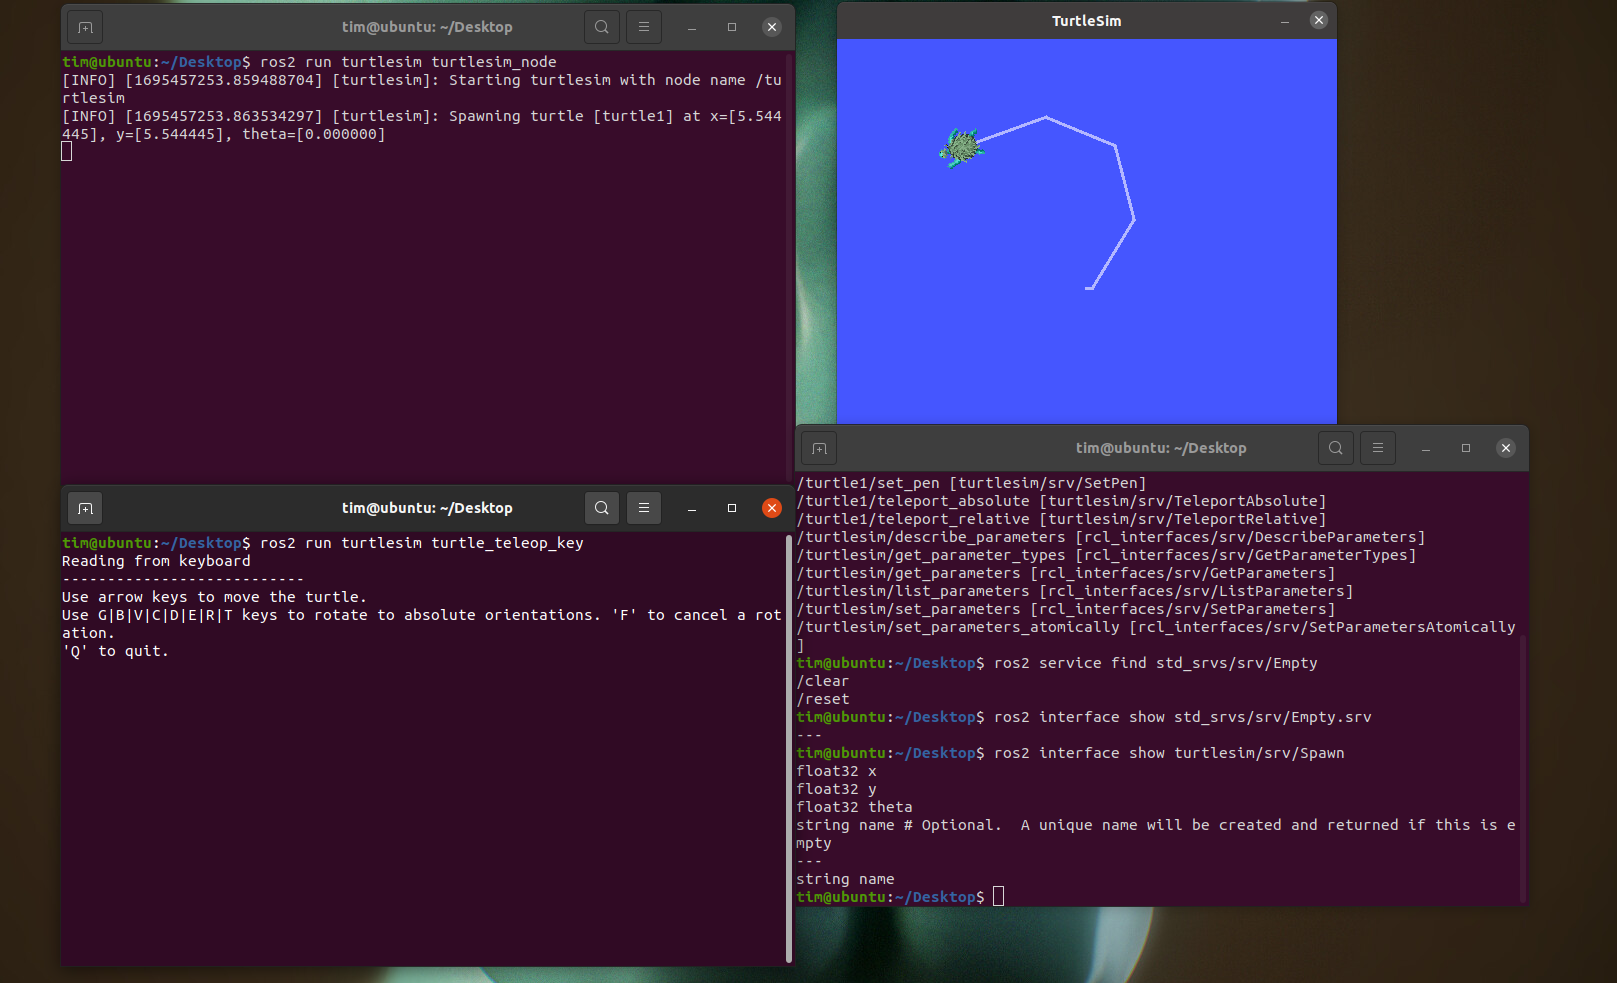 tim@ubuntu: ~/Desktop
tim@ubuntu:~/Desktop$ ros2 run turtlesim turtlesim_node
[INFO] [1695457253.859488704] [turtlesim]: Starting turtlesim with node name /tu
rtlesim
[INFO] [1695457253.863534297] [turtlesim]: Spawning turtle [turtle1] at x=[5.544
445], y=[5.544445], theta=[0.000000]
TurtleSim
tim@ubuntu: ~/Desktop
tim@ubuntu:~/Desktop$ ros2 run turtlesim turtle_teleop_key
Reading from keyboard
---------------------------
Use arrow keys to move the turtle.
Use G|B|V|C|D|E|R|T keys to rotate to absolute orientations. 'F' to cancel a rot
ation.
'Q' to quit.
tim@ubuntu: ~/Desktop
/turtle1/set_pen [turtlesim/srv/SetPen]
/turtle1/teleport_absolute [turtlesim/srv/TeleportAbsolute]
/turtle1/teleport_relative [turtlesim/srv/TeleportRelative]
/turtlesim/describe_parameters [rcl_interfaces/srv/DescribeParameters]
/turtlesim/get_parameter_types [rcl_interfaces/srv/GetParameterTypes]
/turtlesim/get_parameters [rcl_interfaces/srv/GetParameters]
/turtlesim/list_parameters [rcl_interfaces/srv/ListParameters]
/turtlesim/set_parameters [rcl_interfaces/srv/SetParameters]
/turtlesim/set_parameters_atomically [rcl_interfaces/srv/SetParametersAtomically
]
tim@ubuntu:~/Desktop$ ros2 service find std_srvs/srv/Empty
/clear
/reset
tim@ubuntu:~/Desktop$ ros2 interface show std_srvs/srv/Empty.srv
---
tim@ubuntu:~/Desktop$ ros2 interface show turtlesim/srv/Spawn
float32 x
float32 y
float32 theta
string name # Optional.  A unique name will be created and returned if this is e
mpty
---
string name
tim@ubuntu:~/Desktop$